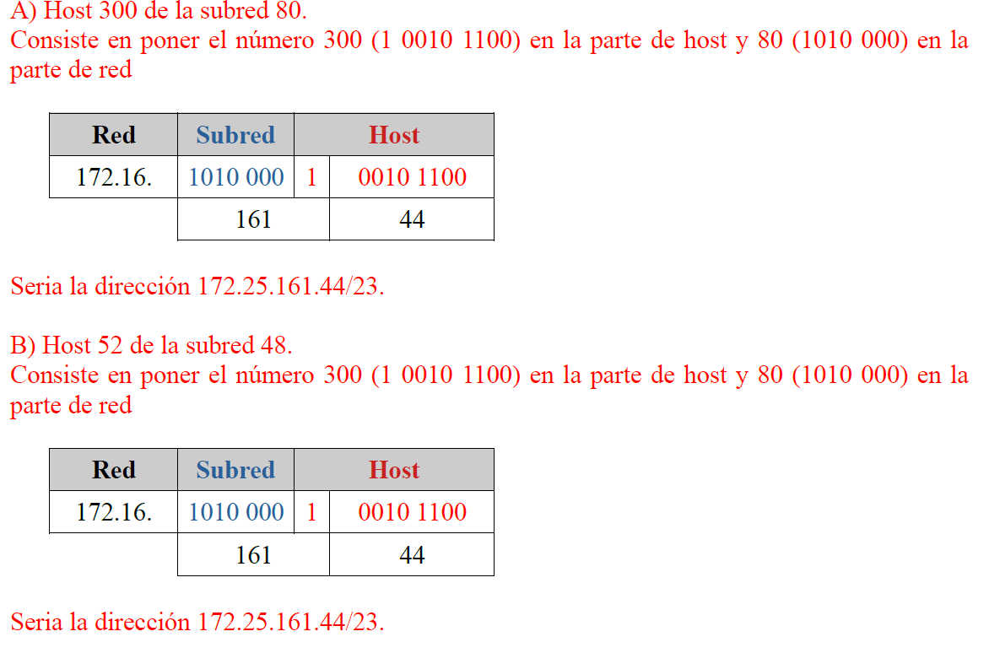 A) Host 300 de la subred 80.
Consiste en poner el número 300 (1 0010 1100) en la parte de host y 80 (1010 000) en la
parte de red
Red Subred Host
172.16. 1010 000 1 0010 1100
161 44
Seria la dirección 172.25.161.44/23.
B) Host 52 de la subred 48.
Consiste en poner el número 300 (1 0010 1100) en la parte de host y 80 (1010 000) en la
parte de red
Red Subred Host
172.16. 1010 000 1 0010 1100
161 44
Seria la dirección 172.25.161.44/23.